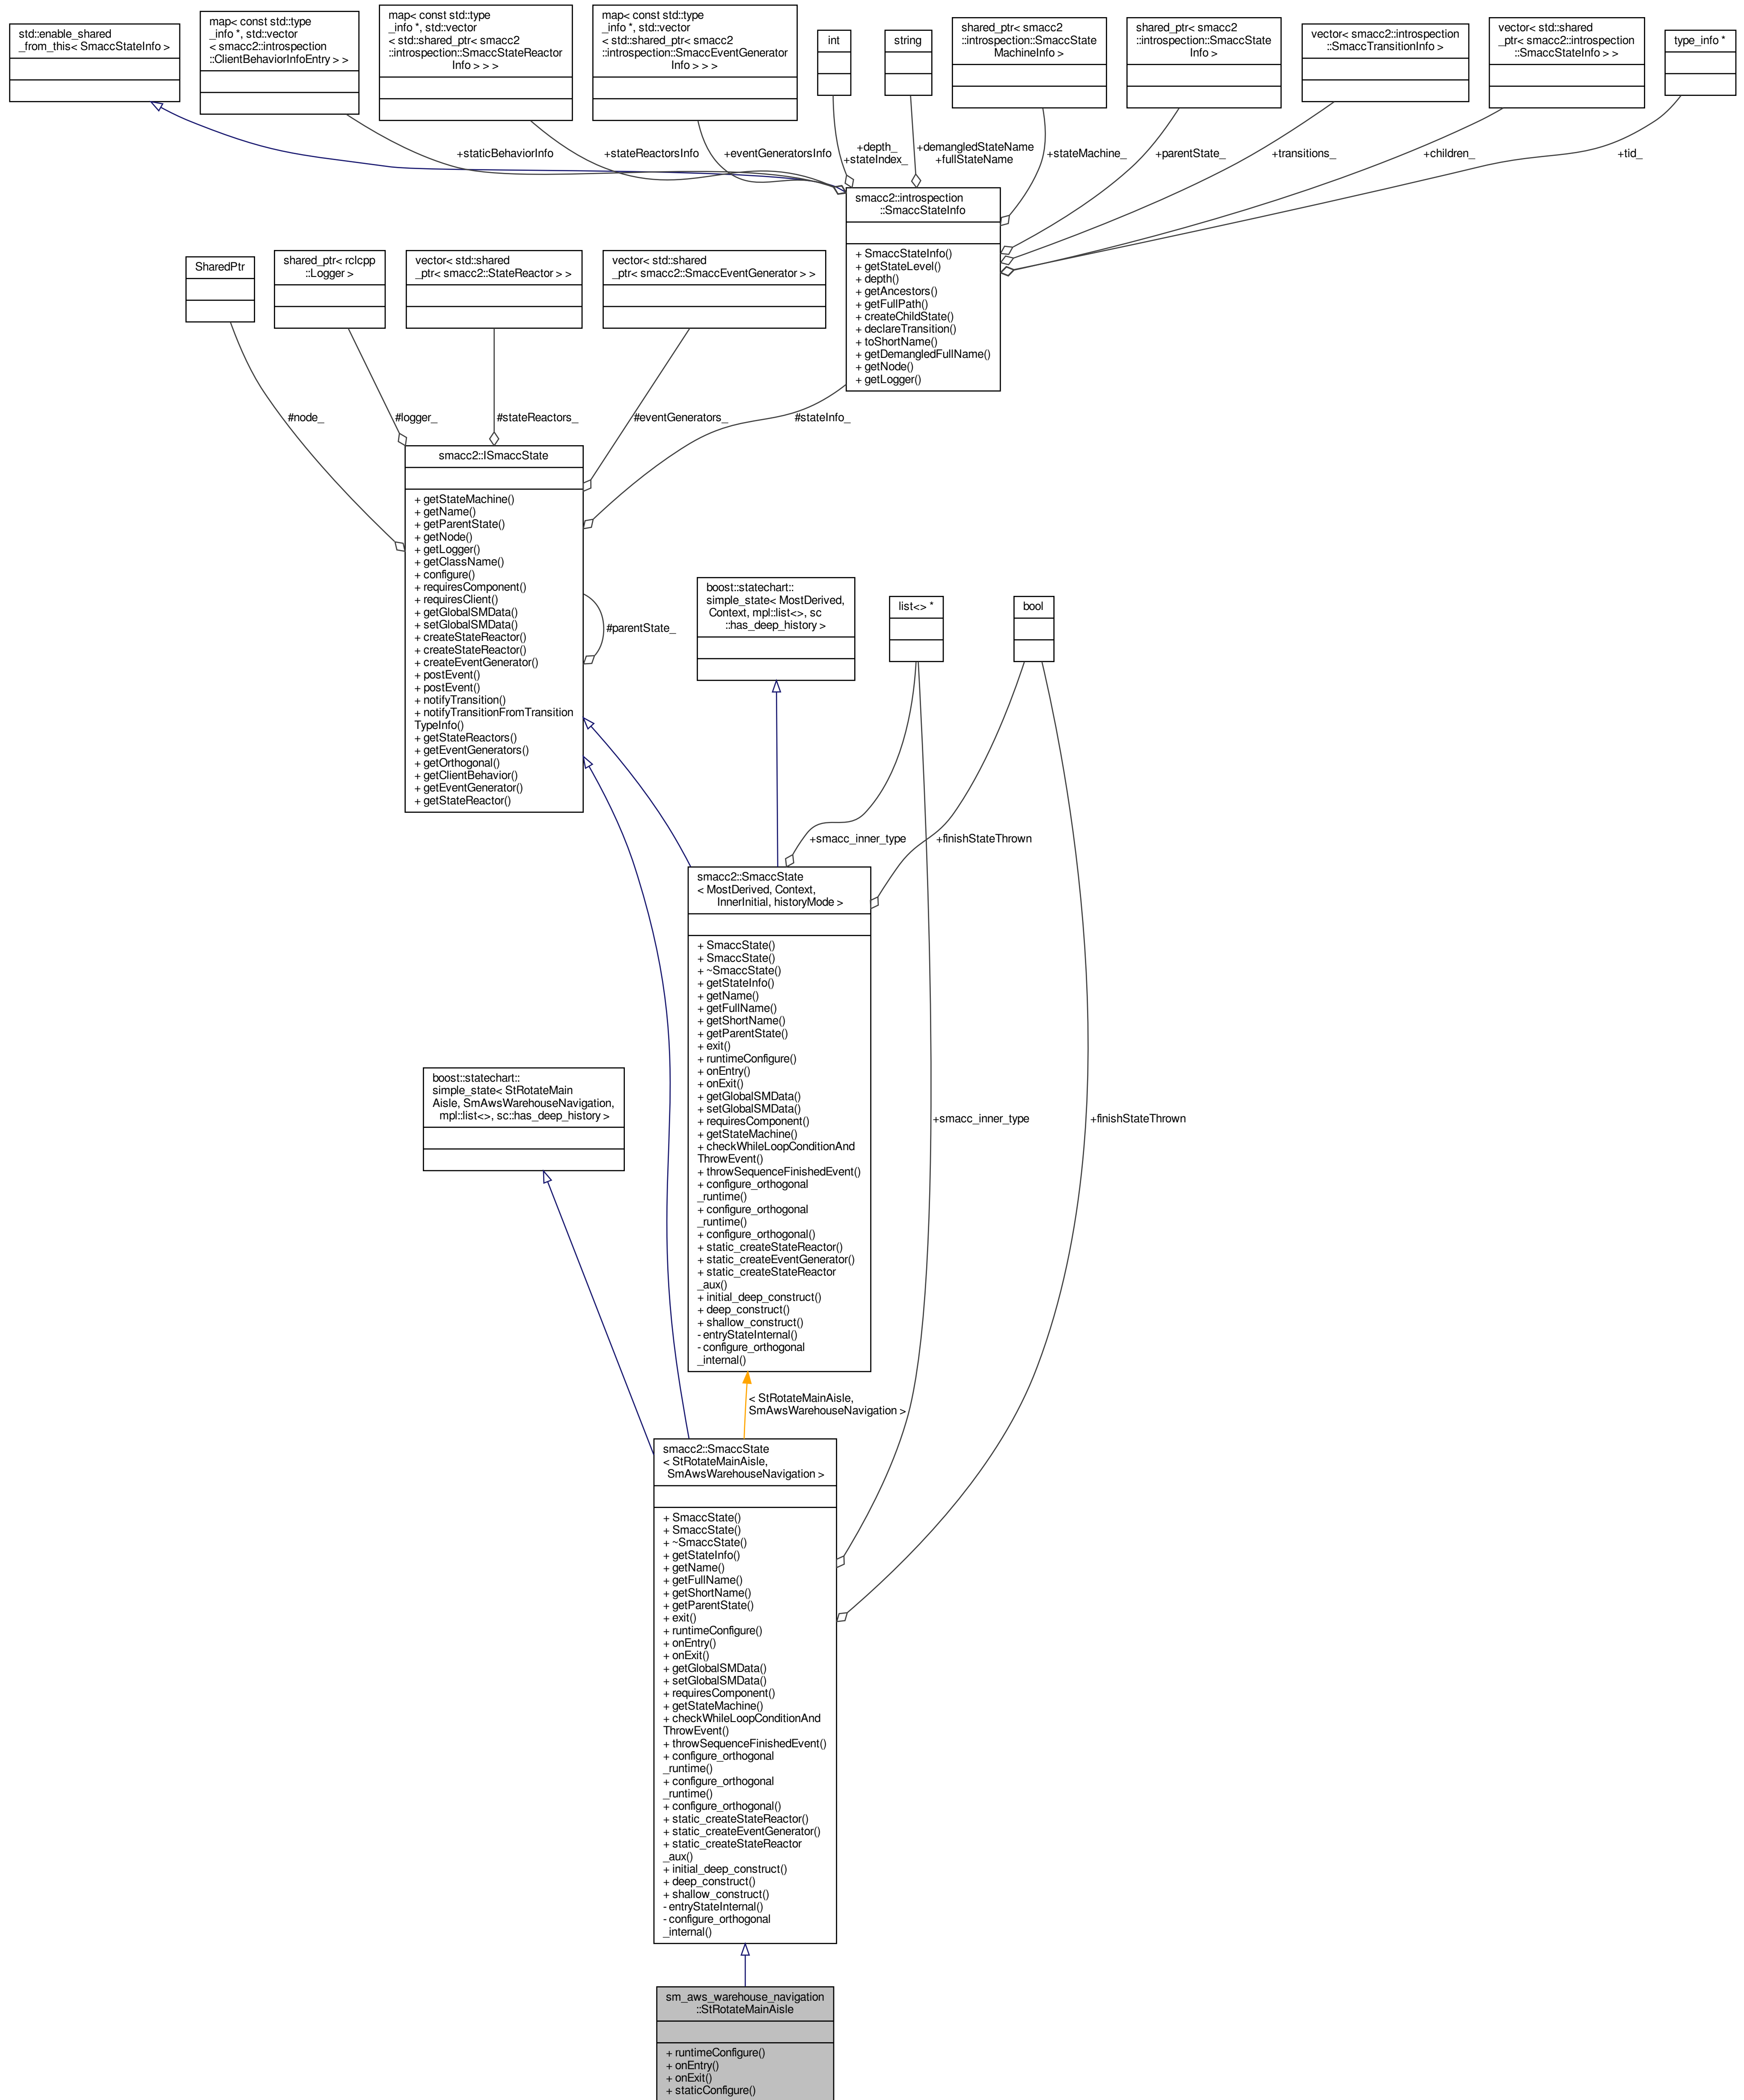 std::enable_shared
_from_this< SmaccStateInfo >
map< const std::type
_info *, std::vector
< smacc2::introspection
::ClientBehaviorInfoEntry > >
map< const std::type
_info *, std::vector
< std::shared_ptr< smacc2
::introspection::SmaccStateReactor
Info > > >
map< const std::type
_info *, std::vector
< std::shared_ptr< smacc2
::introspection::SmaccEventGenerator
Info > > >
int
string
shared_ptr< smacc2
::introspection::SmaccState
MachineInfo >
shared_ptr< smacc2
::introspection::SmaccState
Info >
vector< smacc2::introspection
::SmaccTransitionInfo >
vector< std::shared
_ptr< smacc2::introspection
::SmaccStateInfo > >
type_info *
+staticBehaviorInfo
+stateReactorsInfo
+eventGeneratorsInfo
+depth_
+stateIndex_
+demangledStateName
+fullStateName
+stateMachine_
+parentState_
+transitions_
+children_
+tid_
smacc2::introspection
::SmaccStateInfo
+ SmaccStateInfo()
+ getStateLevel()
+ depth()
+ getAncestors()
+ getFullPath()
+ createChildState()
+ declareTransition()
+ toShortName()
+ getDemangledFullName()
+ getNode()
+ getLogger()
SharedPtr
shared_ptr< rclcpp
::Logger >
vector< std::shared
_ptr< smacc2::StateReactor > >
vector< std::shared
_ptr< smacc2::SmaccEventGenerator > >
#node_
#logger_
#stateReactors_
#eventGenerators_
#stateInfo_
smacc2::ISmaccState
+ getStateMachine()
+ getName()
+ getParentState()
+ getNode()
+ getLogger()
+ getClassName()
+ configure()
+ requiresComponent()
+ requiresClient()
+ getGlobalSMData()
+ setGlobalSMData()
+ createStateReactor()
+ createStateReactor()
+ createEventGenerator()
+ postEvent()
+ postEvent()
+ notifyTransition()
+ notifyTransitionFromTransition
TypeInfo()
+ getStateReactors()
+ getEventGenerators()
+ getOrthogonal()
+ getClientBehavior()
+ getEventGenerator()
+ getStateReactor()
#parentState_
boost::statechart::
simple_state< MostDerived,
Context, mpl::list<>, sc
::has_deep_history >
list<> *
bool
+smacc_inner_type
+finishStateThrown
smacc2::SmaccState
< MostDerived, Context,
InnerInitial, historyMode >
+ SmaccState()
+ SmaccState()
+ ~SmaccState()
+ getStateInfo()
+ getName()
+ getFullName()
+ getShortName()
+ getParentState()
+ exit()
+ runtimeConfigure()
+ onEntry()
+ onExit()
+ getGlobalSMData()
+ setGlobalSMData()
+ requiresComponent()
+ getStateMachine()
+ checkWhileLoopConditionAnd
ThrowEvent()
+ throwSequenceFinishedEvent()
+ configure_orthogonal
_runtime()
+ configure_orthogonal
_runtime()
+ configure_orthogonal()
+ static_createStateReactor()
+ static_createEventGenerator()
+ static_createStateReactor
_aux()
+ initial_deep_construct()
+ deep_construct()
+ shallow_construct()
- entryStateInternal()
- configure_orthogonal
_internal()
boost::statechart::
simple_state< StRotateMain
Aisle, SmAwsWarehouseNavigation,
mpl::list<>, sc::has_deep_history >
+smacc_inner_type
+finishStateThrown
< StRotateMainAisle,
SmAwsWarehouseNavigation >
smacc2::SmaccState
< StRotateMainAisle,
SmAwsWarehouseNavigation >
+ SmaccState()
+ SmaccState()
+ ~SmaccState()
+ getStateInfo()
+ getName()
+ getFullName()
+ getShortName()
+ getParentState()
+ exit()
+ runtimeConfigure()
+ onEntry()
+ onExit()
+ getGlobalSMData()
+ setGlobalSMData()
+ requiresComponent()
+ getStateMachine()
+ checkWhileLoopConditionAnd
ThrowEvent()
+ throwSequenceFinishedEvent()
+ configure_orthogonal
_runtime()
+ configure_orthogonal
_runtime()
+ configure_orthogonal()
+ static_createStateReactor()
+ static_createEventGenerator()
+ static_createStateReactor
_aux()
+ initial_deep_construct()
+ deep_construct()
+ shallow_construct()
- entryStateInternal()
- configure_orthogonal
_internal()
sm_aws_warehouse_navigation
::StRotateMainAisle
+ runtimeConfigure()
+ onEntry()
+ onExit()
+ staticConfigure()